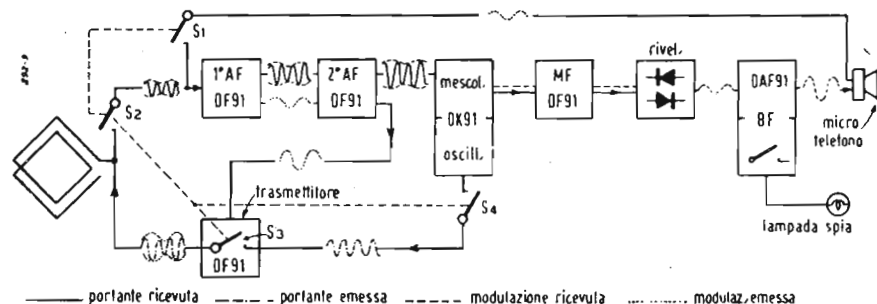 S1
S2
1°AF
DF91
2°AF
DF91
mescol.
DK91
oscill.
MF
DF91
rivel.
DAF91
BF
micro
telefono
trasmettitore
S3
DF91
S4
lampada spia
portante ricevuta
portante emessa
modulazione ricevuta
modulaz, emessa